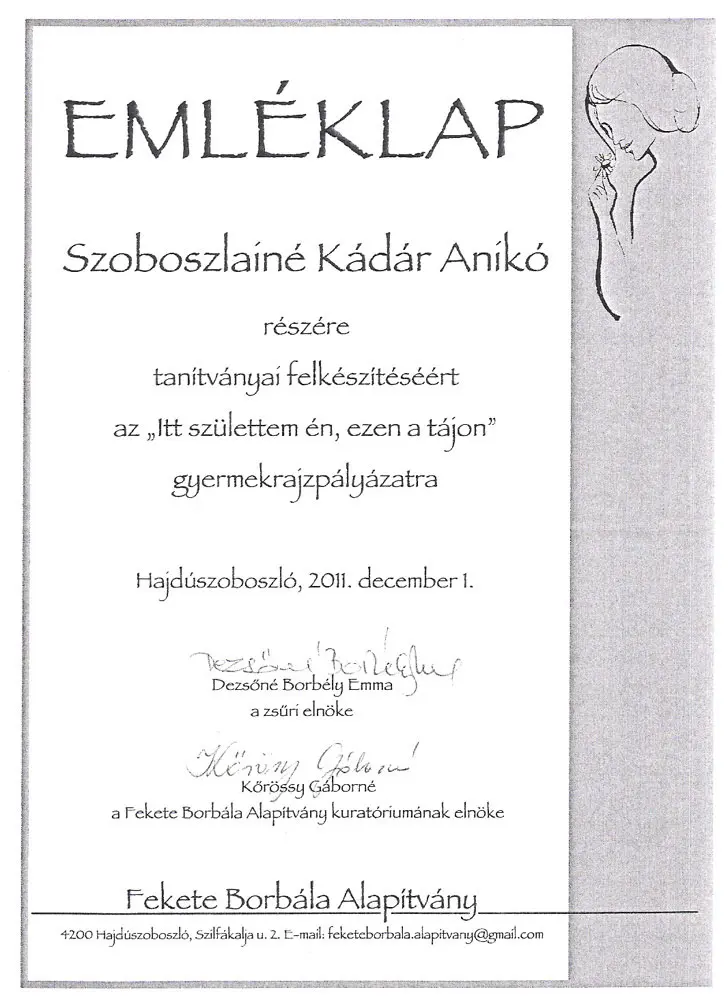 EMLÉKLAP
Szoboszlainé Kádár Anikó
részére
tanítványai felkészítéséért
az „Itt születtem én, ezen a tájon”
gyermekrajzpályázatra
Hajdúszoboszló, 2011. december 1.
Dezsőné Borbély
Dezsőné Borbély Emma
a zsűri elnöke
Kőrössy Gáborné
Kőrössy Gáborné
a Fekete Borbála Alapítvány kuratóriumának elnöke
Fekete Borbála Alapítvány
4200 Hajdúszoboszló, Szilfákalja u. 2. E-mail: feketeborbala.alapitvany@gmail.com